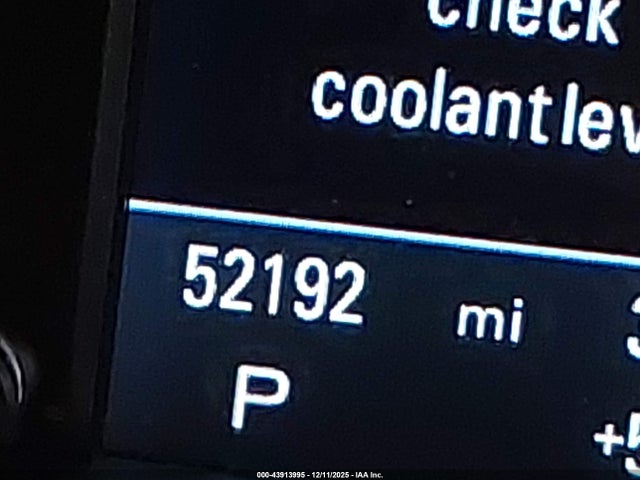 check
coolant lev
52192 mi
P
000-43913995 - 12/11/2025 - IAA Inc.